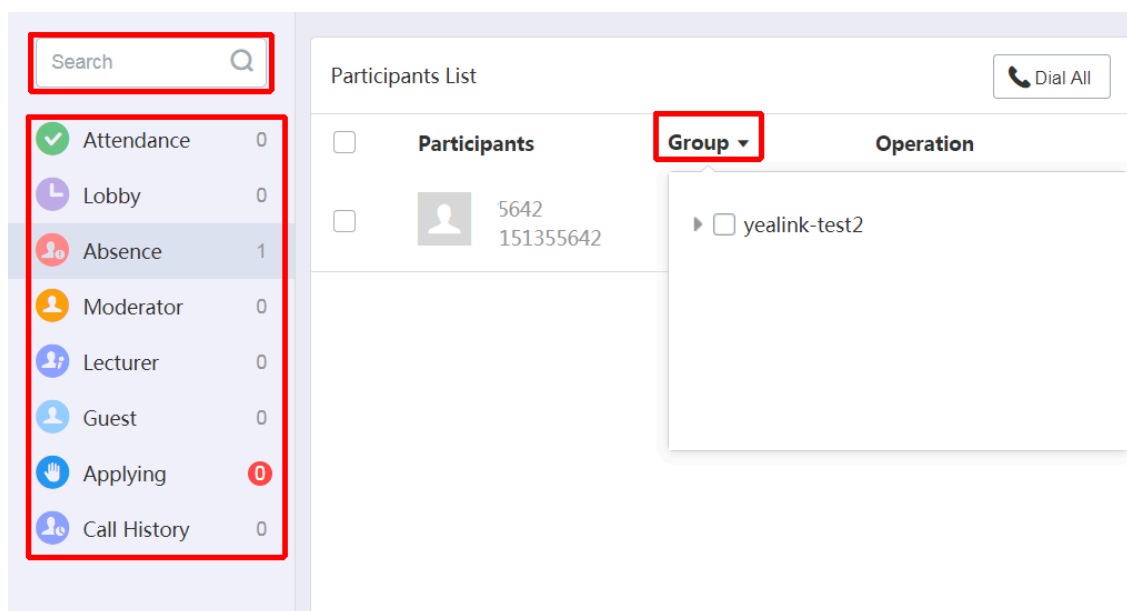 Search
Attendance 0
Lobby 0
Absence 1
Moderator 0
Lecturer 0
Guest 0
Applying 0
Call History 0
Participants List
Dial All
Participants Group Operation
5642
151355642
yealink-test2